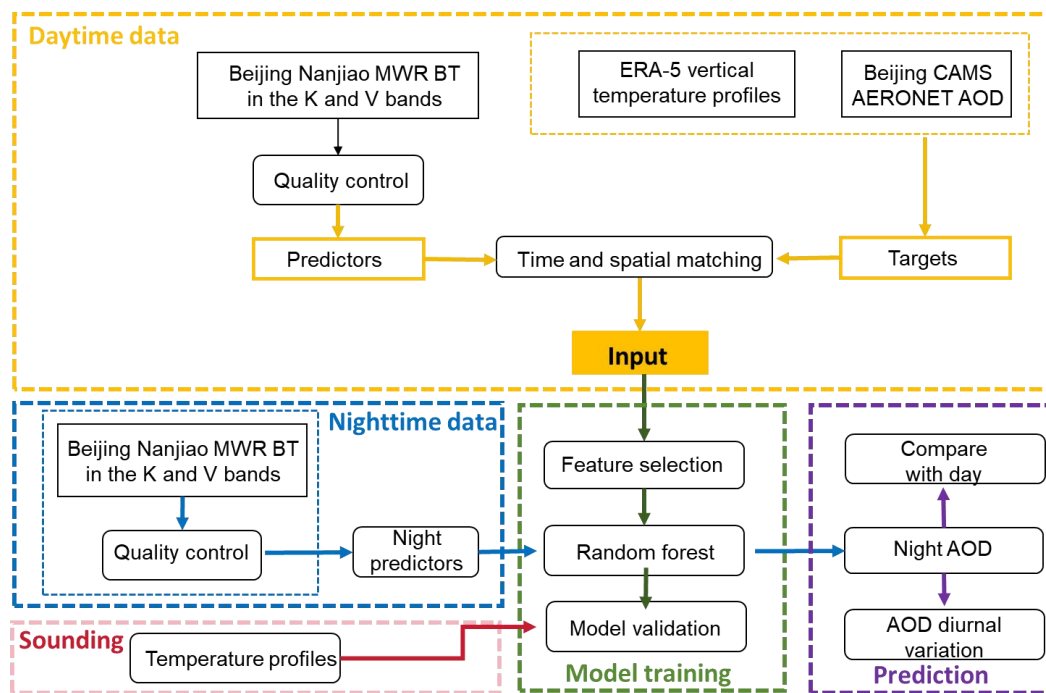 Daytime data
Beijing Nanjiao MWR BT
in the K and V bands
ERA-5 vertical
temperature profiles
Beijing CAMS
AERONET AOD
Quality control
Predictors
Time and spatial matching
Targets
Input
Nighttime data
Beijing Nanjiao MWR BT
in the K and V bands
Quality control
Night
predictors
Feature selection
Random forest
Model validation
Model training
Compare
with day
Night AOD
AOD diurnal
variation
Prediction
Sounding
Temperature profiles